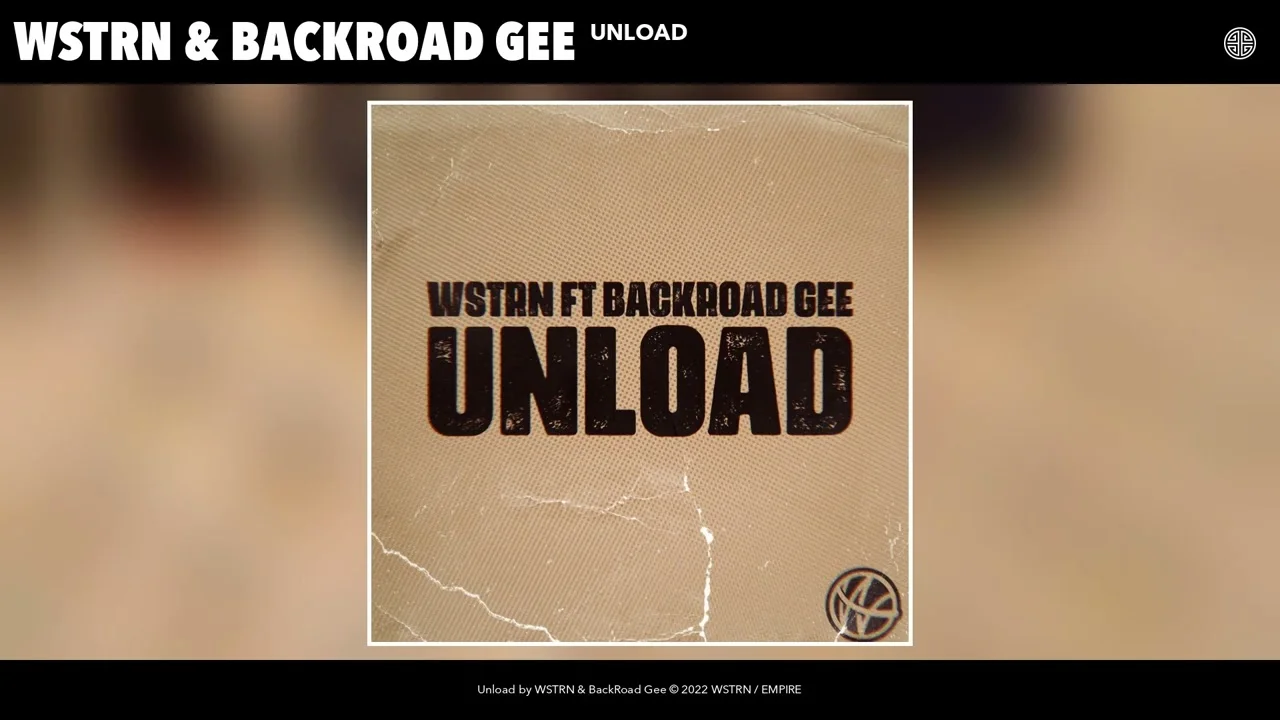 WSTRN & BACKROAD GEE UNLOAD
WSTRN FT BACKROAD GEE
UNLOAD
Unload by WSTRN & BackRoad Gee © 2022 WSTRN / EMPIRE